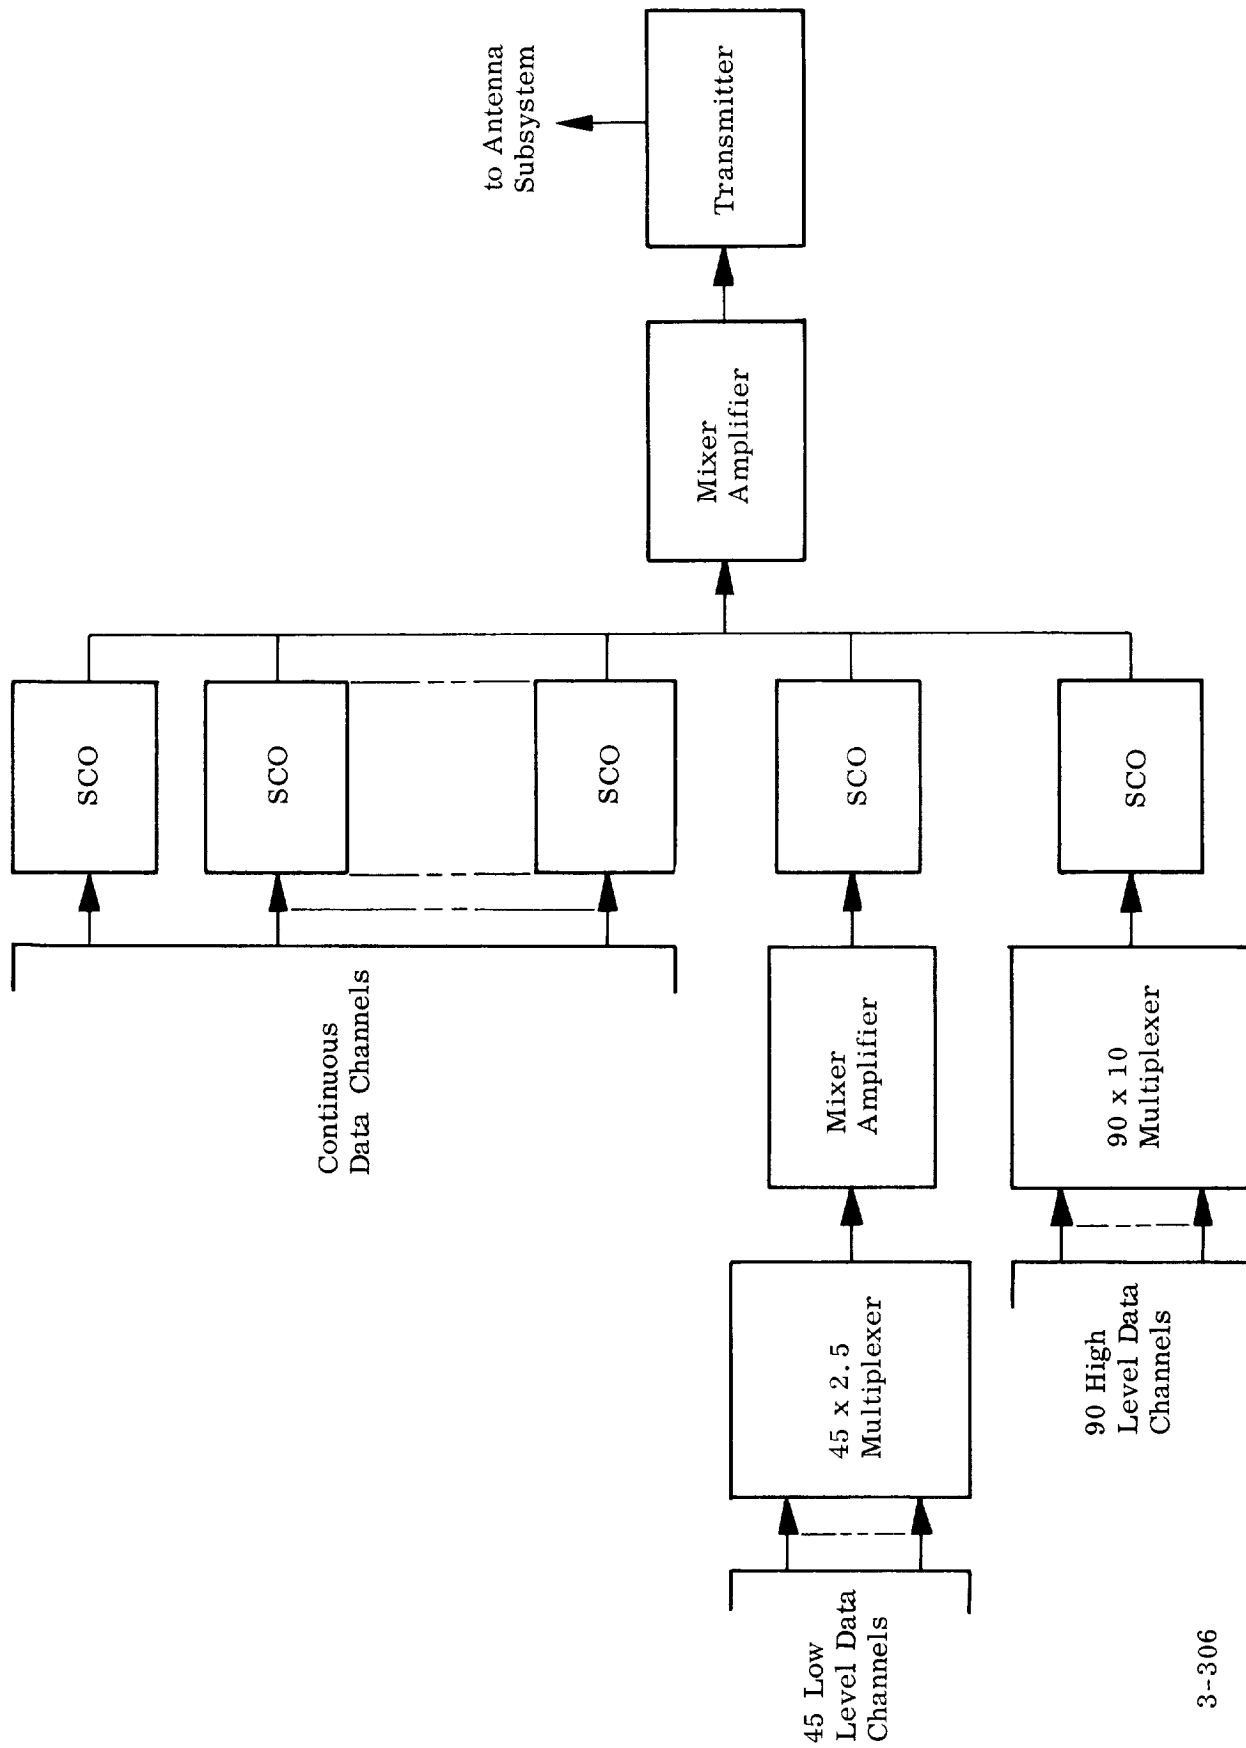 Continuous
Data Channels
SCO
SCO
SCO
to Antenna
Subsystem
45 Low
Level Data
Channels
45 x 2.5
Multiplexer
Mixer
Amplifier
SCO
Mixer
Amplifier
Transmitter
90 High
Level Data
Channels
90 x 10
Multiplexer
SCO
3-306